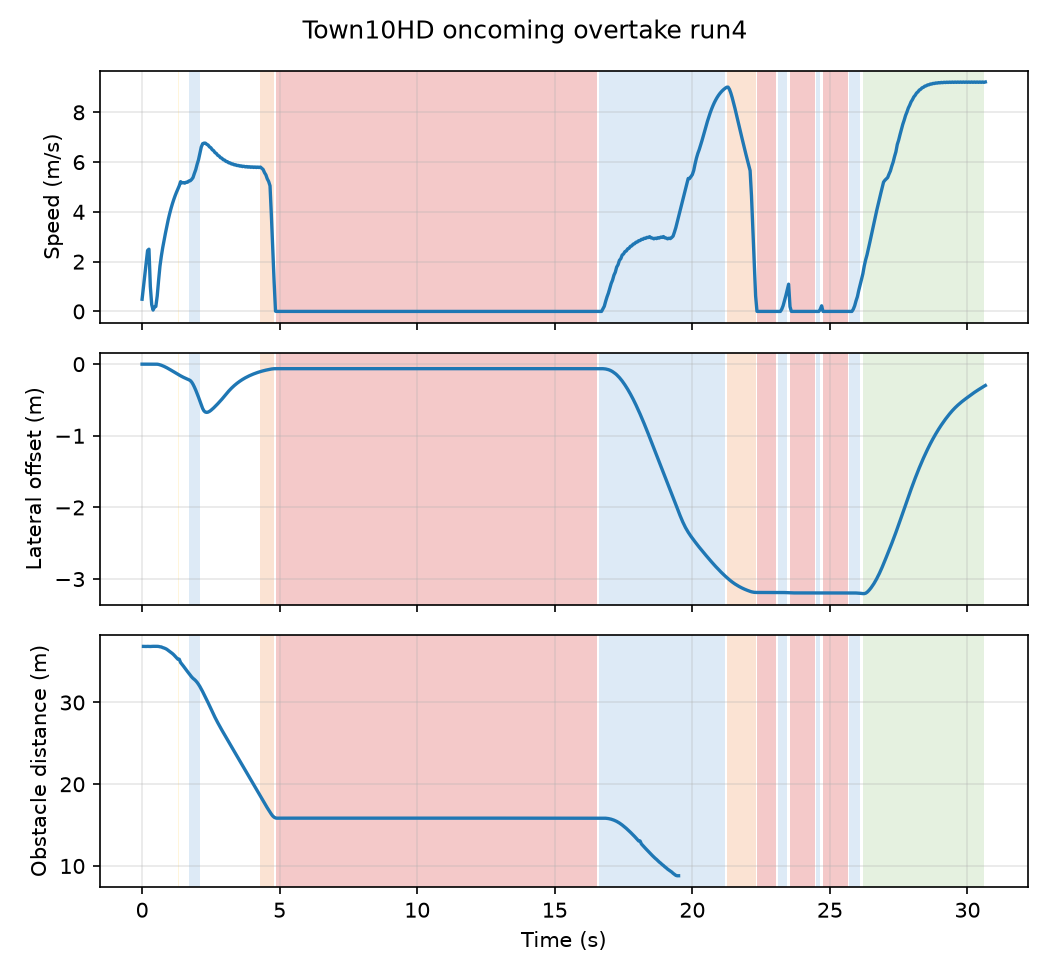 Town10HD oncoming overtake run4
Speed (m/s)
8
6
4
2
0
Lateral offset (m)
0
−1
−2
−3
Obstacle distance (m)
30
20
10
0 5 10 15 20 25 30
Time (s)